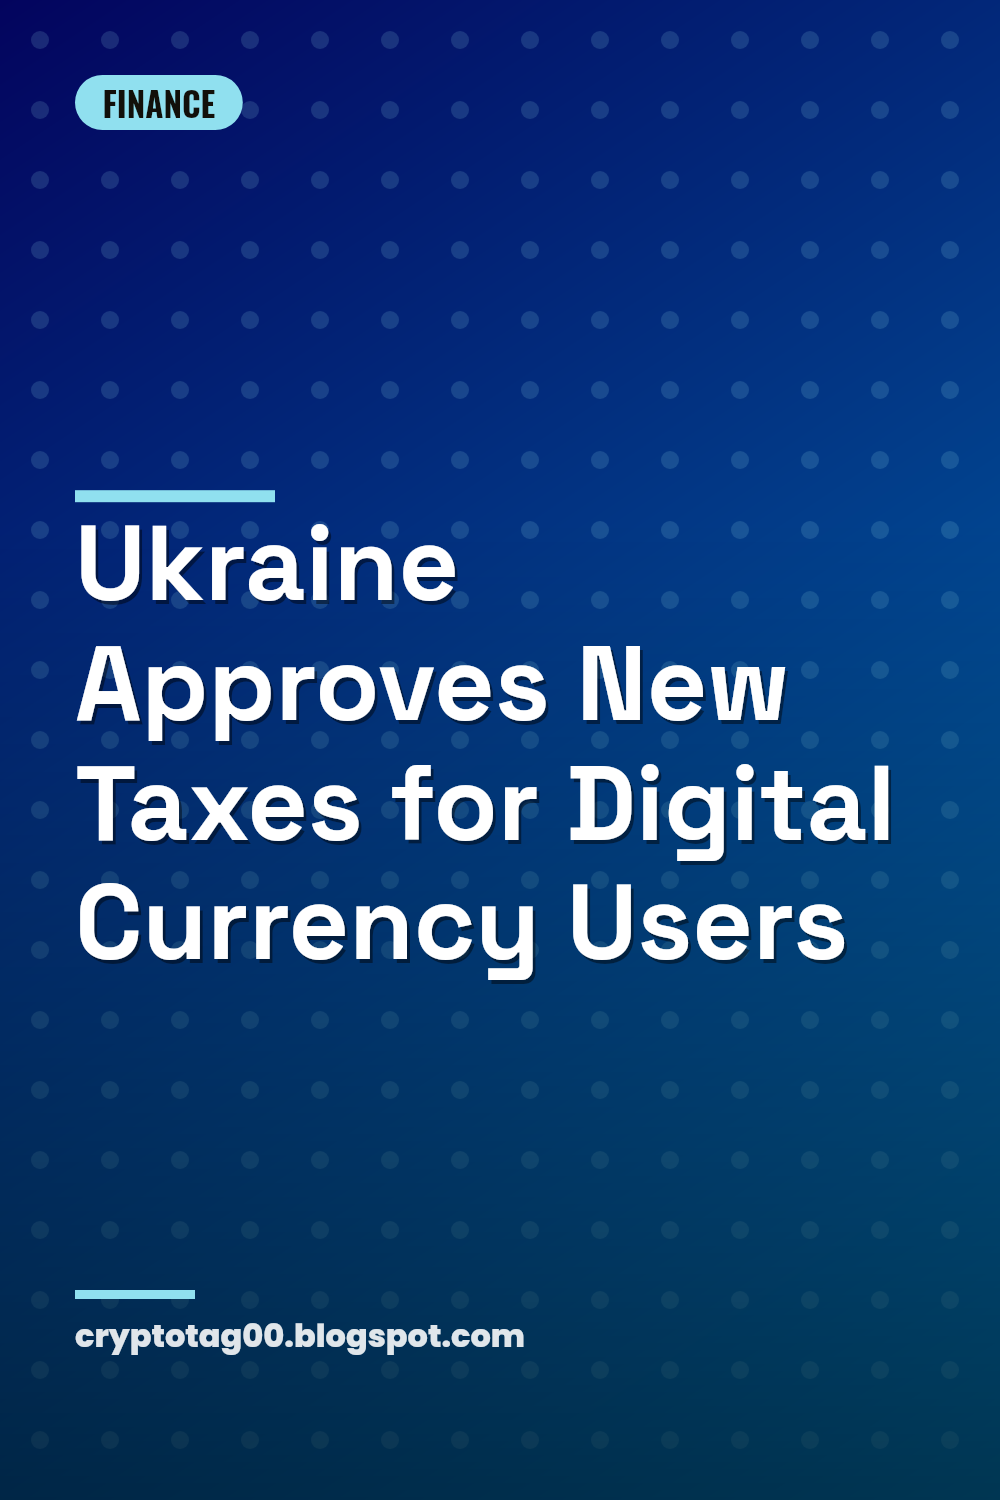 FINANCE
Ukraine
Approves New
Taxes for Digital
Currency Users
cryptotag00.blogspot.com